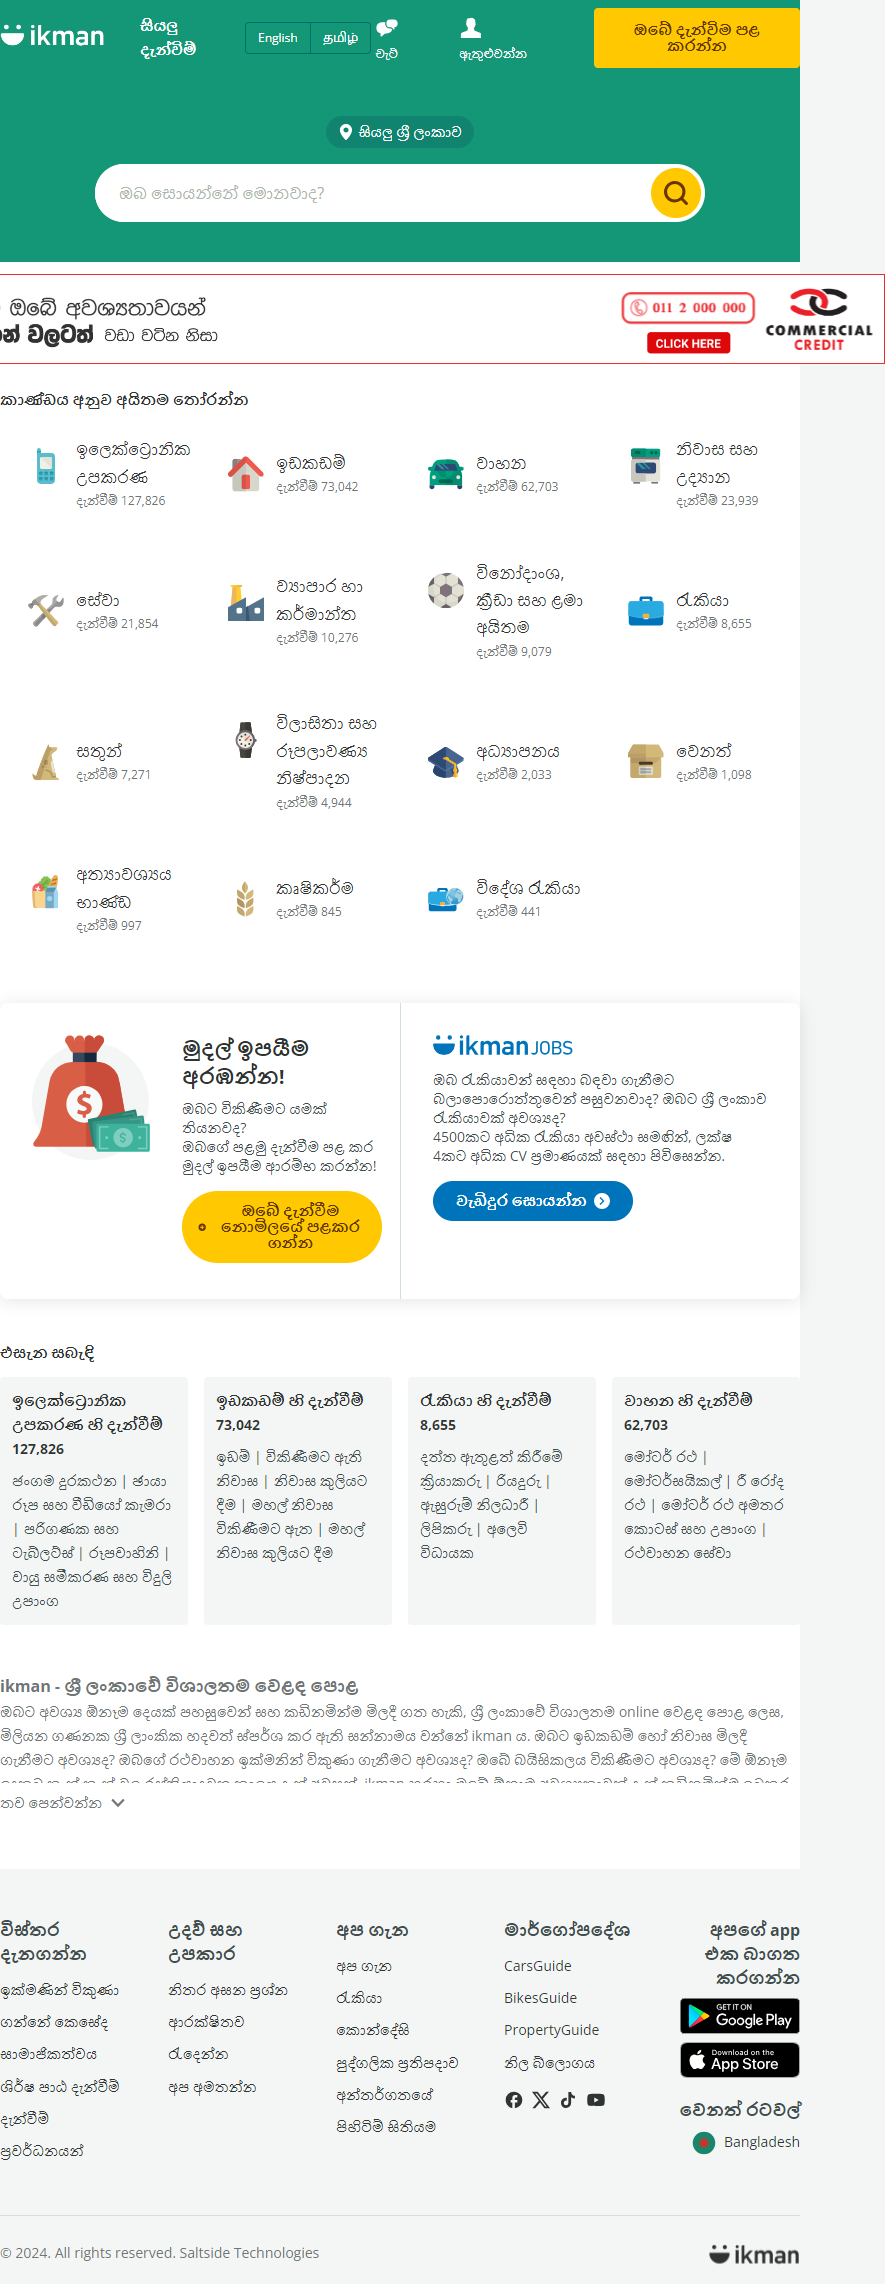 ikman
සියලු
දැන්වීම්
English
தமிழ்
චැට්
ඇතුළුවන්න
ඔබේ දැන්වීම පළ
කරන්න
සියලු ශ්‍රී ලංකාව
ඔබ සොයන්නේ මොනවාද?
ඔබේ අවශ්‍යතාවයන්
වලටත් වඩා වටින නිසා
011 2 000 000
CLICK HERE
COMMERCIAL
CREDIT
කාණ්ඩය අනුව අයිතම තෝරන්න
ඉලෙක්ට්‍රොනික
උපකරණ
දැන්වීම් 127,826
ඉඩකඩම්
දැන්වීම් 73,042
වාහන
දැන්වීම් 62,703
නිවාස සහ
උද්‍යාන
දැන්වීම් 23,939
සේවා
දැන්වීම් 21,854
ව්‍යාපාර හා
කර්මාන්ත
දැන්වීම් 10,276
විනෝදාංශ,
ක්‍රීඩා සහ ළමා
අයිතම
දැන්වීම් 9,079
රැකියා
දැන්වීම් 8,655
සතුන්
දැන්වීම් 7,271
විලාසිතා සහ
රූපලාවණ්‍ය
නිෂ්පාදන
දැන්වීම් 4,944
අධ්‍යාපනය
දැන්වීම් 2,033
වෙනත්
දැන්වීම් 1,098
අත්‍යාවශ්‍යය
භාණ්ඩ
දැන්වීම් 997
කෘෂිකර්ම
දැන්වීම් 845
විදේශ රැකියා
දැන්වීම් 441
මුදල් ඉපයීම
අරඹන්න!
ඔබට විකිණීමට යමක්
තියනවද?
ඔබගේ පළමු දැන්වීම පළ කර
මුදල් ඉපයීම ආරම්භ කරන්න!
ඔබේ දැන්වීම
නොමිලයේ පළකර
ගන්න
ikman JOBS
ඔබ රැකියාවන් සඳහා බඳවා ගැනීමට
බලාපොරොත්තුවෙන් පසුවනවාද? ඔබට ශ්‍රී ලංකාව
රැකියාවක් අවශ්‍යද?
4500කට අධික රැකියා අවස්ථා සමඟින්, ලක්ෂ
4කට අධික CV ප්‍රමාණයක් සඳහා පිවිසෙන්න.
වැඩිදුර සොයන්න
එසැන සබැඳි
ඉලෙක්ට්‍රොනික
උපකරණ හි දැන්වීම්
127,826
ජංගම දුරකථන | ඡායා
රූප සහ වීඩියෝ කැමරා
| පරිගණක සහ
ටැබ්ලට්ස් | රූපවාහිනි |
වායු සමීකරණ සහ විදුලි
උපාංග
ඉඩකඩම් හි දැන්වීම්
73,042
ඉඩම් | විකිණීමට ඇති
නිවාස | නිවාස කුලියට
දීම | මහල් නිවාස
විකිණීමට ඇත | මහල්
නිවාස කුලියට දීම
රැකියා හි දැන්වීම්
8,655
දත්ත ඇතුළත් කිරීමේ
ක්‍රියාකරු | රියදුරු |
ඇසුරුම් නිලධාරී |
ලිපිකරු | අලෙවි
විධායක
වාහන හි දැන්වීම්
62,703
මෝටර් රථ |
මෝටර්සයිකල් | රී රෝද
රථ | මෝටර් රථ අමතර
කොටස් සහ උපාංග |
රථවාහන සේවා
ikman - ශ්‍රී ලංකාවේ විශාලතම වෙළඳ පොළ
ඔබට අවශ්‍ය ඕනෑම දෙයක් පහසුවෙන් සහ කඩිනමින්ම මිලදී ගත හැකි, ශ්‍රී ලංකාවේ විශාලතම online වෙළඳ පොළ ලෙස,
මිලියන ගණනක ශ්‍රී ලාංකික හදවත් ස්පර්ශ කර ඇති සන්නාමය වන්නේ ikman ය. ඔබට ඉඩකඩම් හෝ නිවාස මිලදී
ගැනීමට අවශ්‍යද? ඔබගේ රථවාහන ඉක්මනින් විකුණා ගැනීමට අවශ්‍යද? ඔබේ බයිසිකලය විකිණීමට අවශ්‍යද? මේ ඕනෑම
තව පෙන්වන්න
විස්තර
දැනගන්න
ඉක්මණින් විකුණා
ගන්නේ කෙසේද
සාමාජිකත්වය
ශීර්ෂ පාඨ දැන්වීම්
දැන්වීම්
ප්‍රවර්ධනයන්
උදව් සහ
උපකාර
නිතර අසන ප්‍රශ්න
ආරක්ෂිතව
රැදෙන්න
අප අමතන්න
අප ගැන
අප ගැන
රැකියා
කොන්දේසි
පුද්ගලික ප්‍රතිපදාව
අන්තර්ගතයේ
පිහිටිම් සිතියම
මාර්ගෝපදේශ
CarsGuide
BikesGuide
PropertyGuide
නිල බ්ලොගය
අපගේ app
එක බාගත
කරගන්න
GET IT ON
Google Play
Download on the
App Store
වෙනත් රටවල්
Bangladesh
© 2024. All rights reserved. Saltside Technologies
ikman